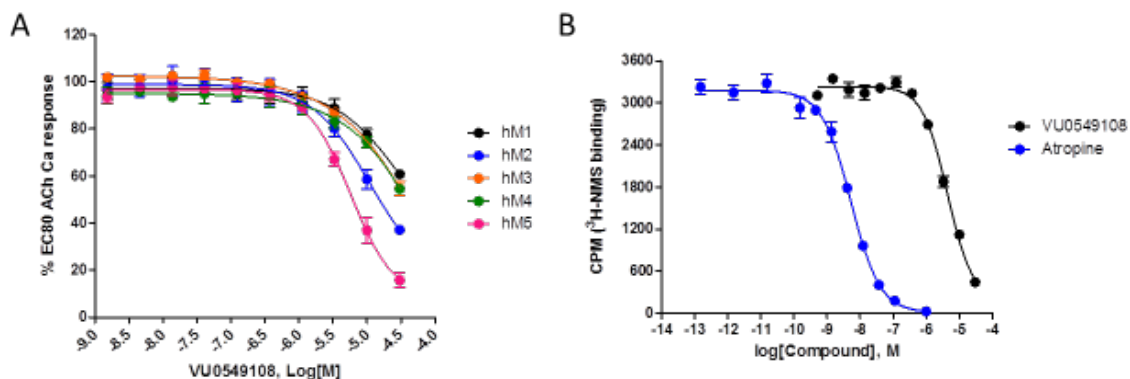 A
% EC80 ACh Ca response
120
100
80
60
40
20
0
-9.0
-8.5
-8.0
-7.5
-7.0
-6.5
-6.0
-5.5
-5.0
-4.5
-4.0
VU0549108, Log[M]
hM1
hM2
hM3
hM4
hM5
B
CPM (³H-NMS binding)
3600
3000
2400
1800
1200
600
0
-14 -13 -12 -11 -10 -9 -8 -7 -6 -5 -4
log[Compound], M
VU0549108
Atropine